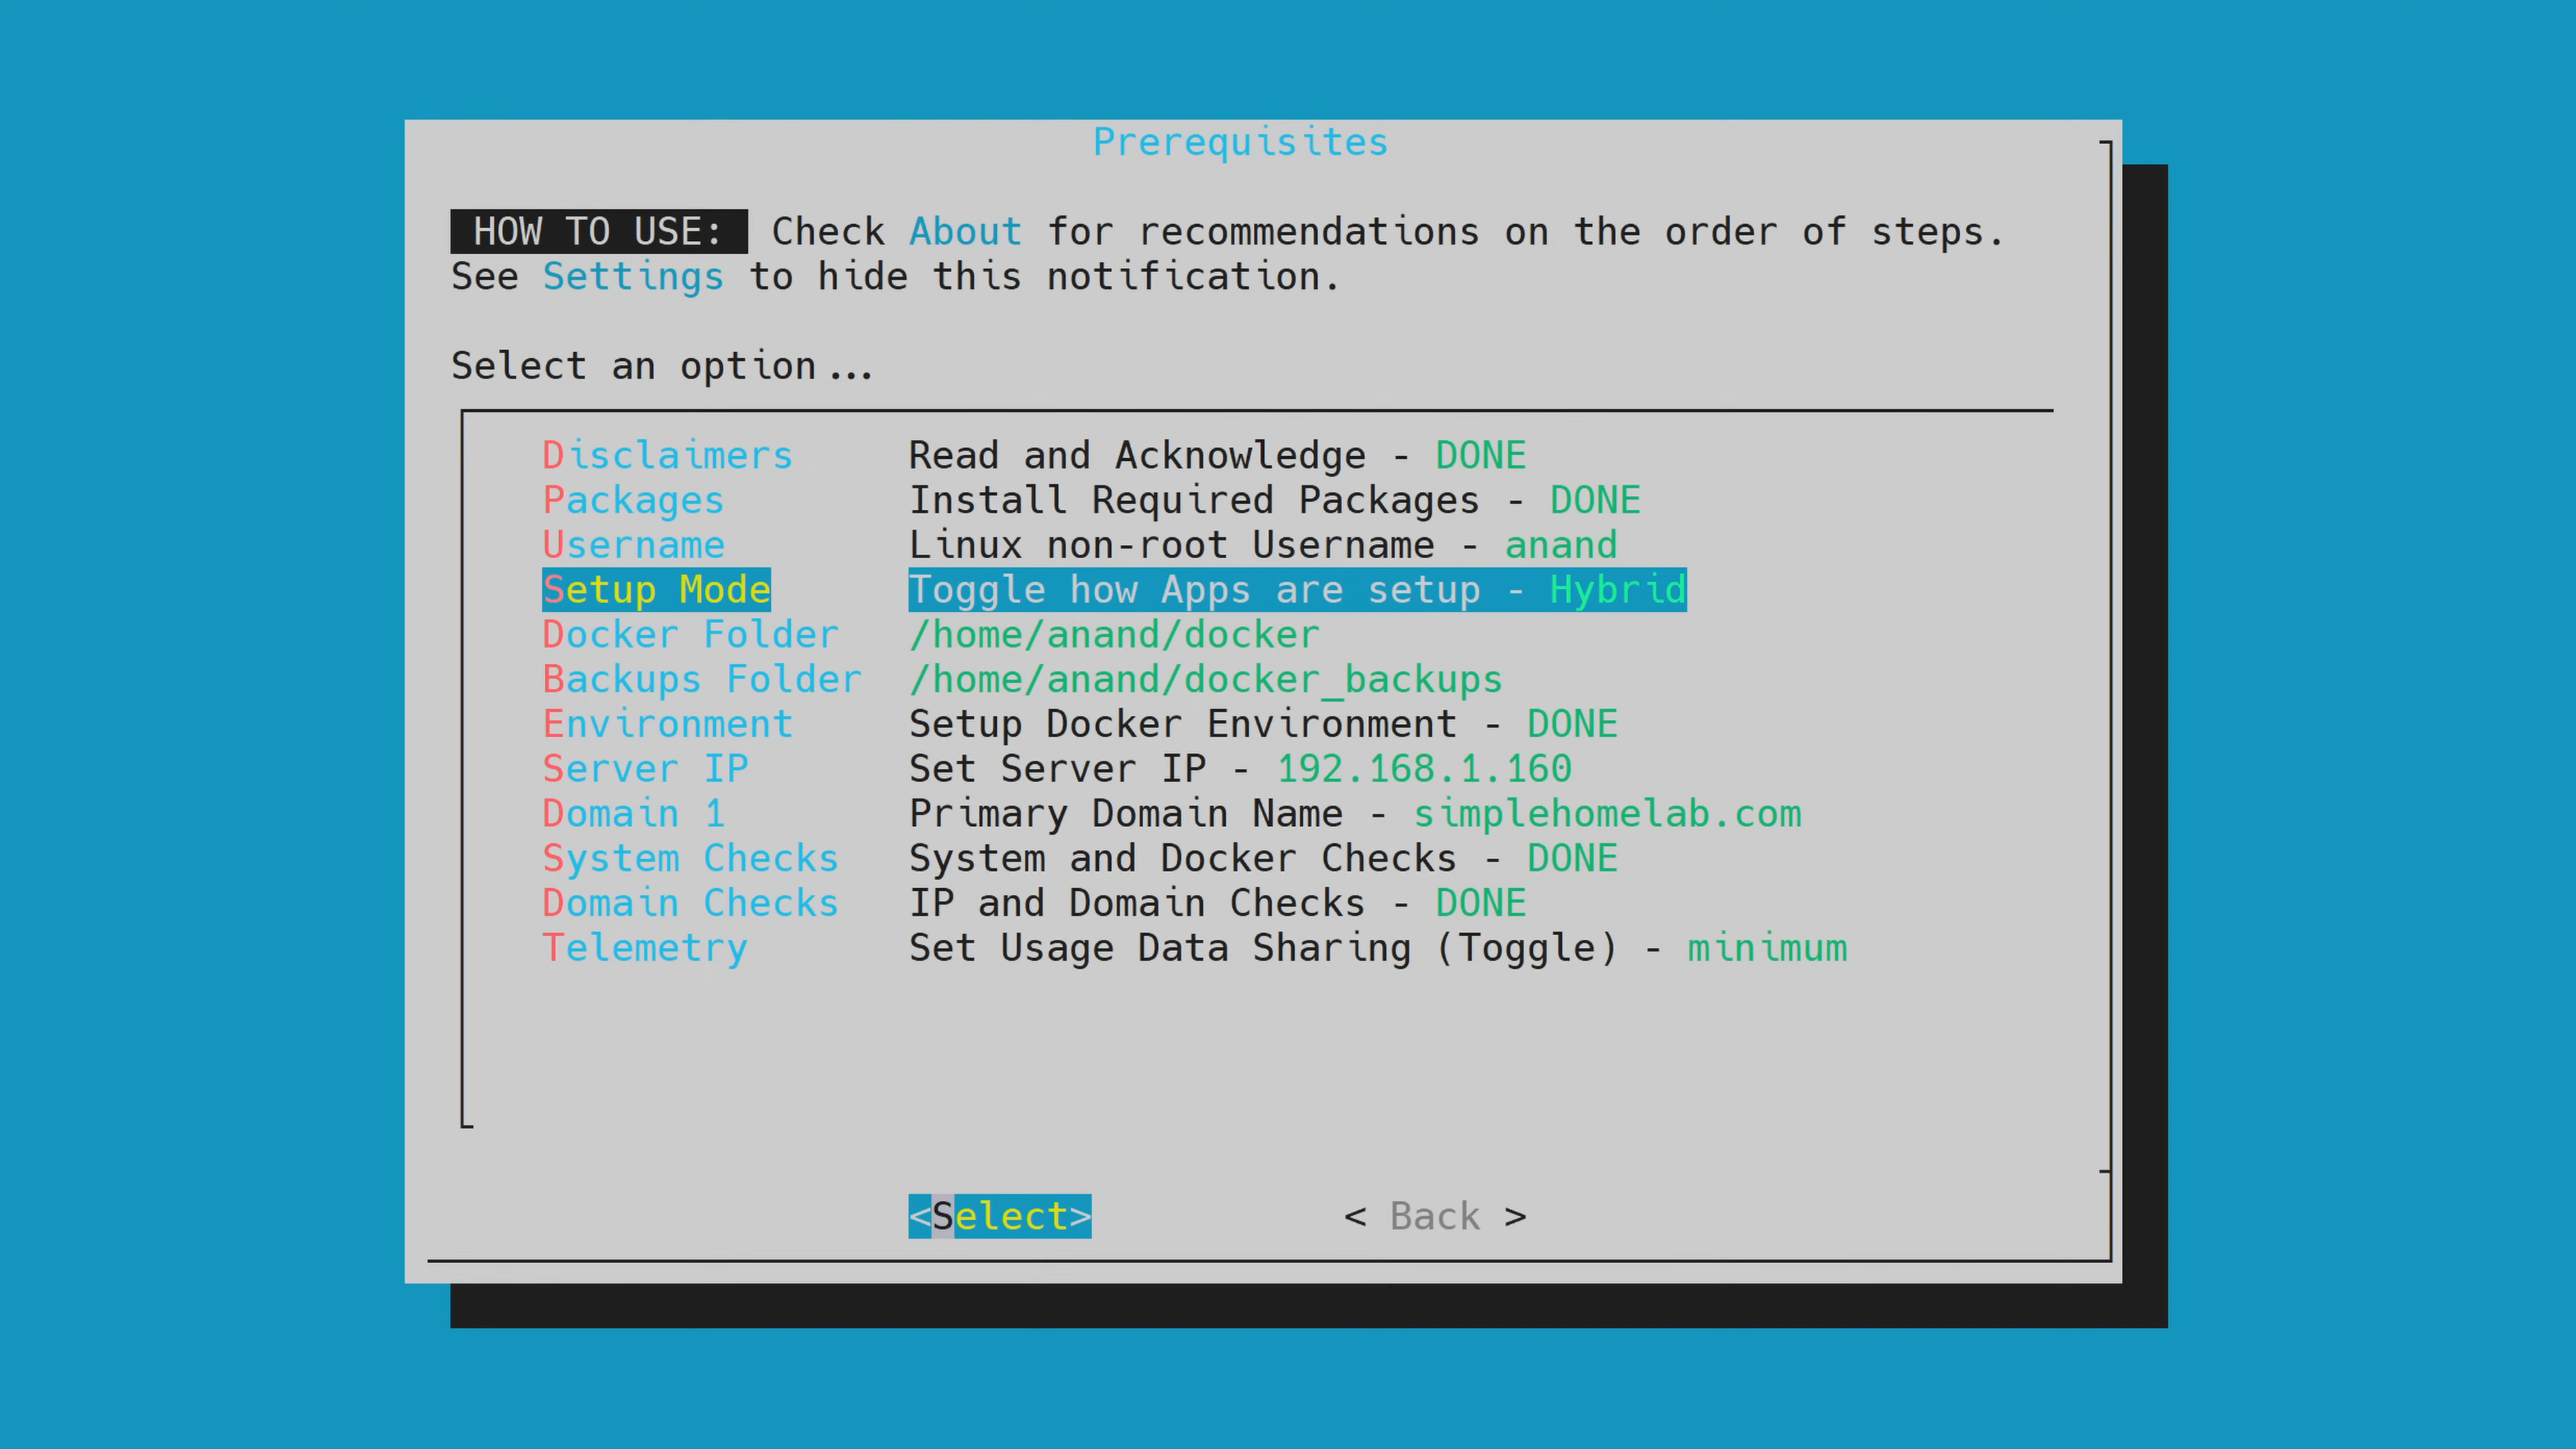 Prerequisites
HOW TO USE: Check About for recommendations on the order of steps.
See Settings to hide this notification.
Select an option...
Disclaimers Read and Acknowledge - DONE
Packages Install Required Packages - DONE
Username Linux non-root Username - anand
Setup Mode Toggle how Apps are setup - Hybrid
Docker Folder /home/anand/docker
Backups Folder /home/anand/docker_backups
Environment Setup Docker Environment - DONE
Server IP Set Server IP - 192.168.1.160
Domain 1 Primary Domain Name - simplehomelab.com
System Checks System and Docker Checks - DONE
Domain Checks IP and Domain Checks - DONE
Telemetry Set Usage Data Sharing (Toggle) - minimum
<Select> < Back >